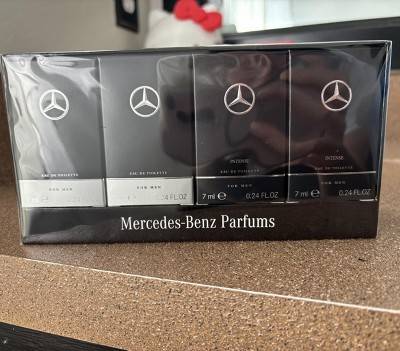 EAU DE TOILETTE
FOR MEN
EAU DE TOILETTE
FOR MEN
FL.OZ
INTENSE
EAU DE TOILETTE
FOR MEN
7 ml ℮ 0.24 FL.OZ
INTENSE
EAU DE TOILETTE
FOR MEN
7 ml ℮ 0.24 FL.OZ
Mercedes-Benz Parfums